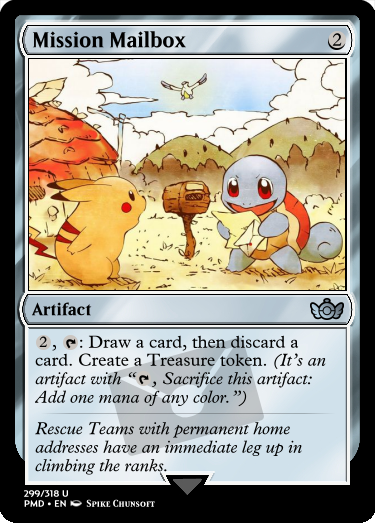 Mission Mailbox 2
Artifact
2, : Draw a card, then discard a
card. Create a Treasure token. (It's an
artifact with “, Sacrifice this artifact:
Add one mana of any color.”)
Rescue Teams with permanent home
addresses have an immediate leg up in
climbing the ranks.
299/318 U
PMD • EN Spike Chunsoft